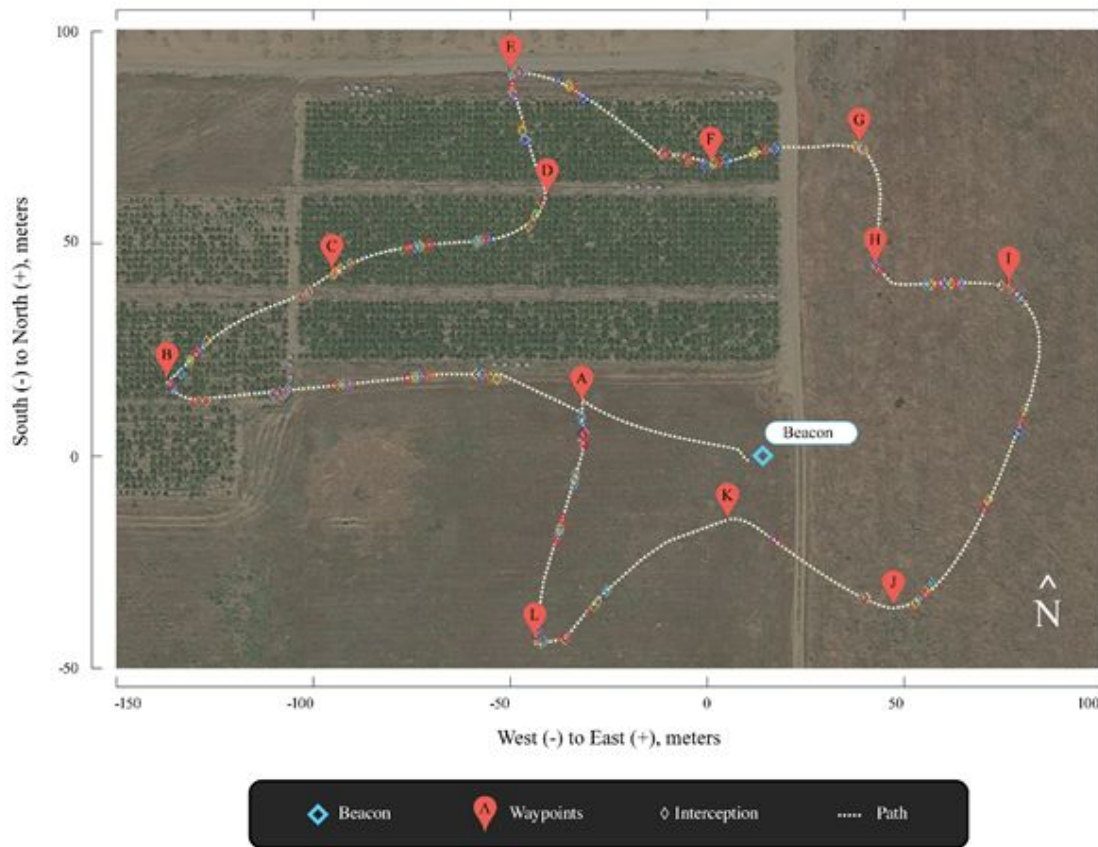 100
E
F
G
D
50
C
H
I
B
A
South (-) to North (+), meters
Beacon
0
K
J
N
L
-50
-150
-100
-50
0
50
100
West (-) to East (+), meters
Beacon
A
Waypoints
Interception
Path